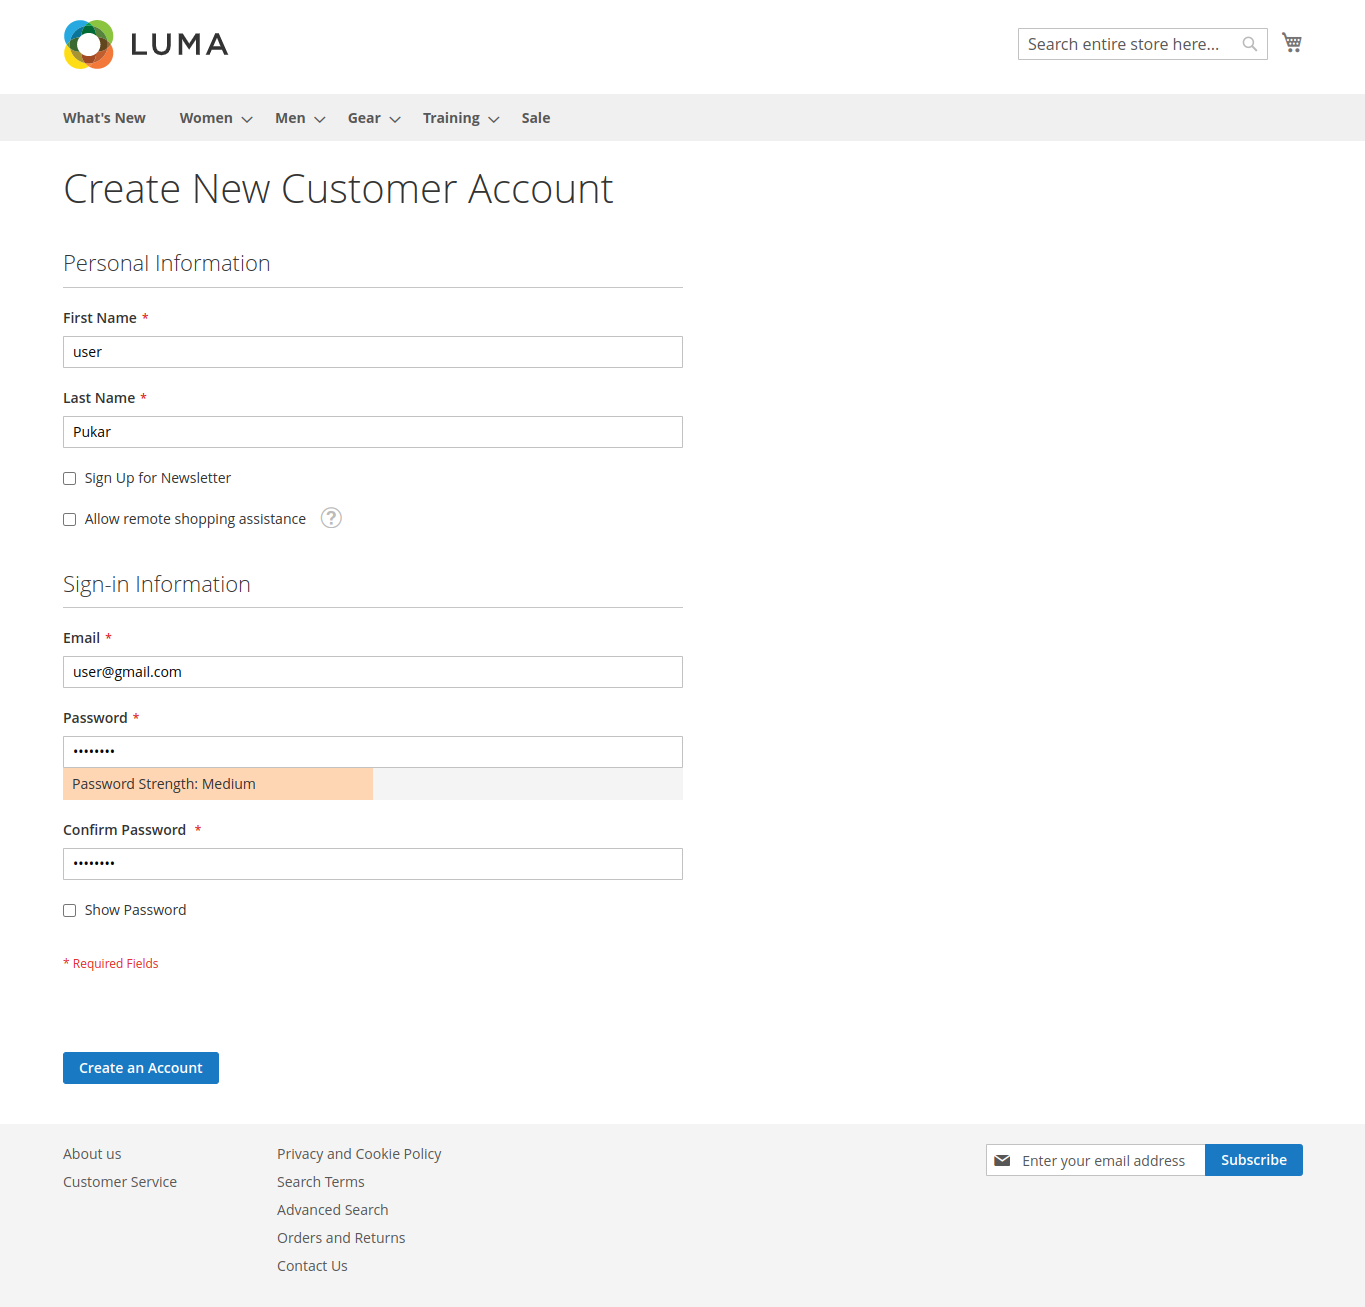 LUMA
Search entire store here...
What's New Women Men Gear Training Sale
Create New Customer Account
Personal Information
First Name *
user
Last Name *
Pukar
Sign Up for Newsletter
Allow remote shopping assistance ?
Sign-in Information
Email *
user@gmail.com
Password *
••••••••
Password Strength: Medium
Confirm Password *
••••••••
Show Password
* Required Fields
Create an Account
About us
Customer Service
Privacy and Cookie Policy
Search Terms
Advanced Search
Orders and Returns
Contact Us
Enter your email address
Subscribe